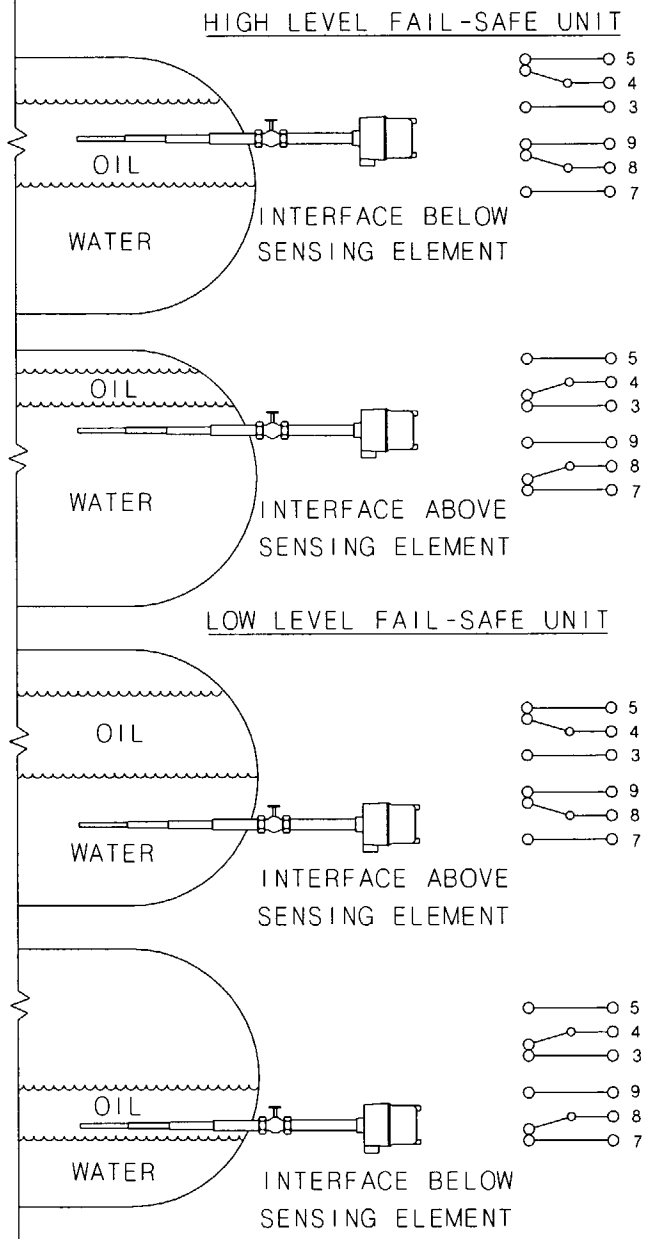 HIGH LEVEL FAIL-SAFE UNIT
5
4
3
9
8
7
OIL
WATER
INTERFACE BELOW
SENSING ELEMENT
5
4
3
9
8
7
OIL
WATER
INTERFACE ABOVE
SENSING ELEMENT
LOW LEVEL FAIL-SAFE UNIT
5
4
3
9
8
7
OIL
WATER
INTERFACE ABOVE
SENSING ELEMENT
5
4
3
9
8
7
OIL
WATER
INTERFACE BELOW
SENSING ELEMENT